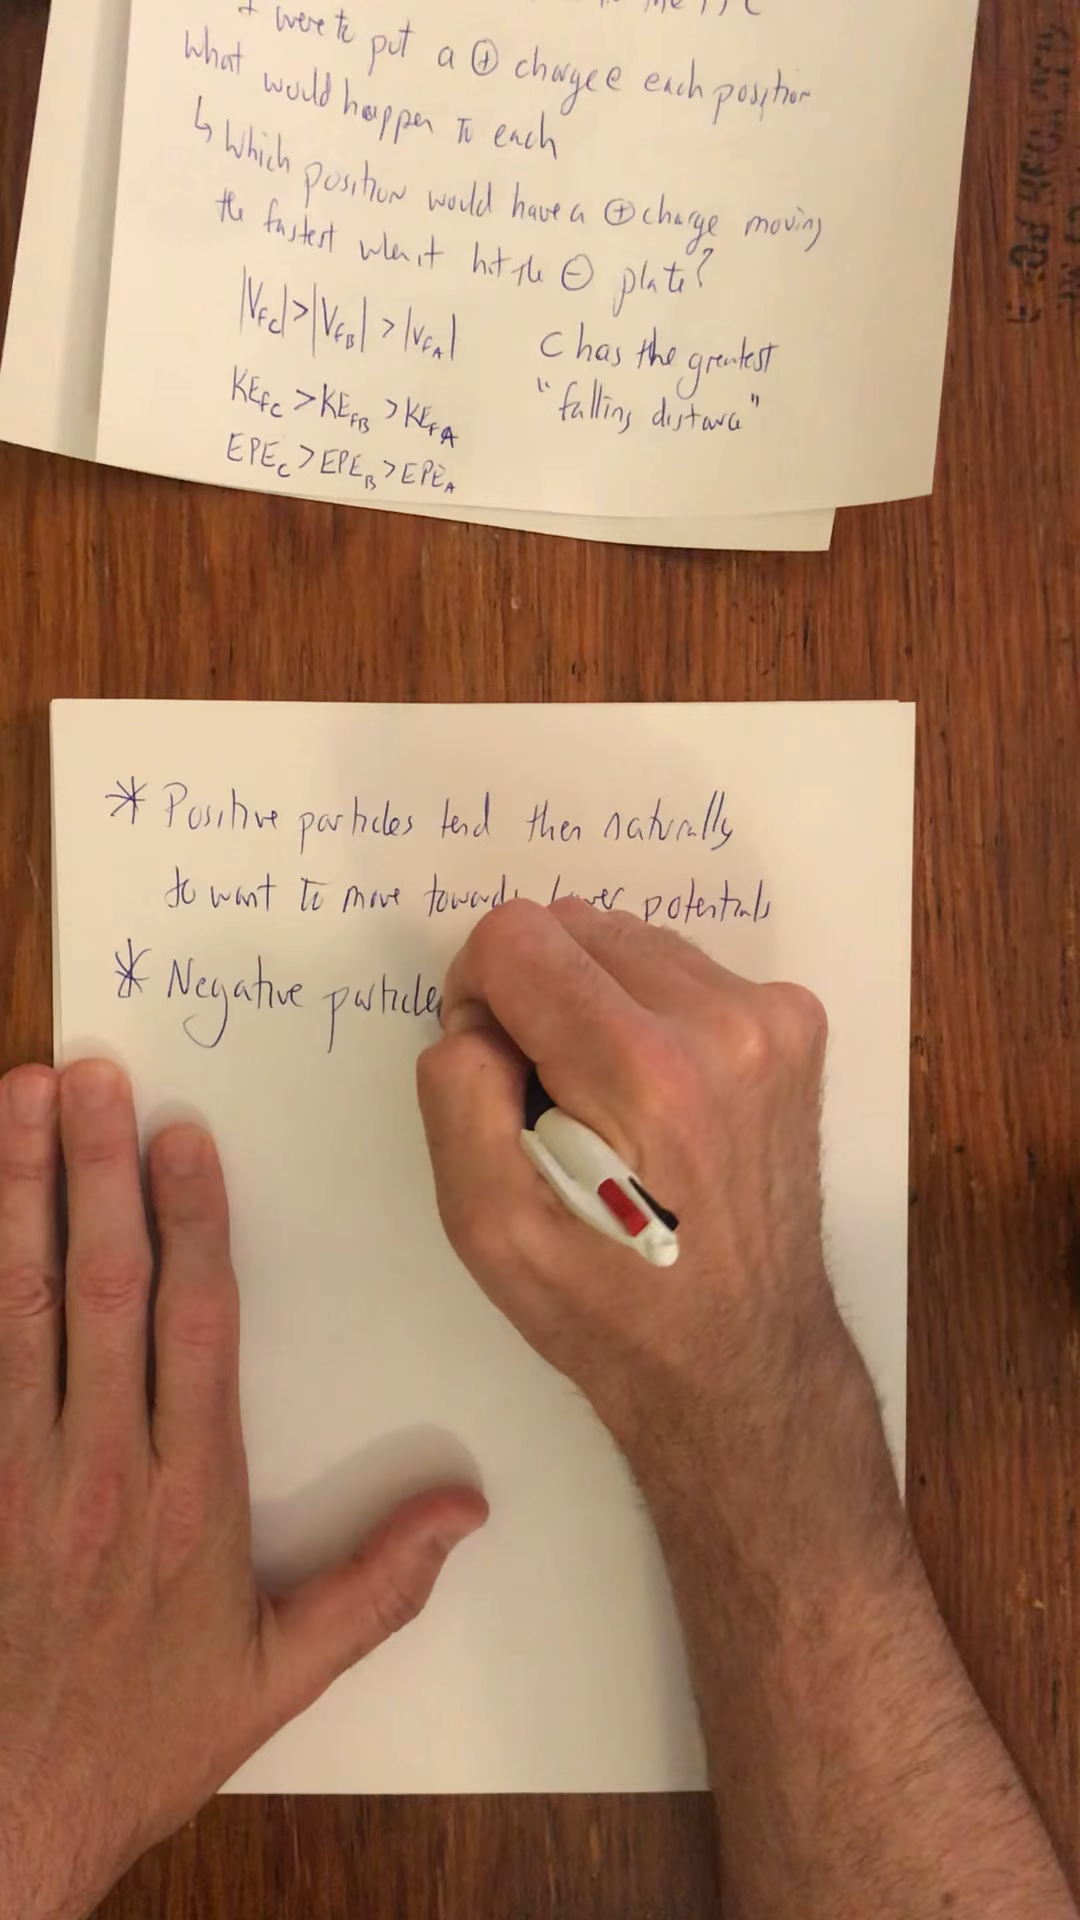 I were to put a ⊕ charge @ each position
what would happen to each
↳ Which position would have a ⊕ charge moving
the fastest when it hit the ⊖ plate?
|V_fC| > |V_fB| > |V_fA|
KE_fC > KE_fB > KE_fA
EPE_C > EPE_B > EPE_A
C has the greatest
"falling distance"
* Positive particles tend then naturally
to want to move towards lower potentials
* Negative particle